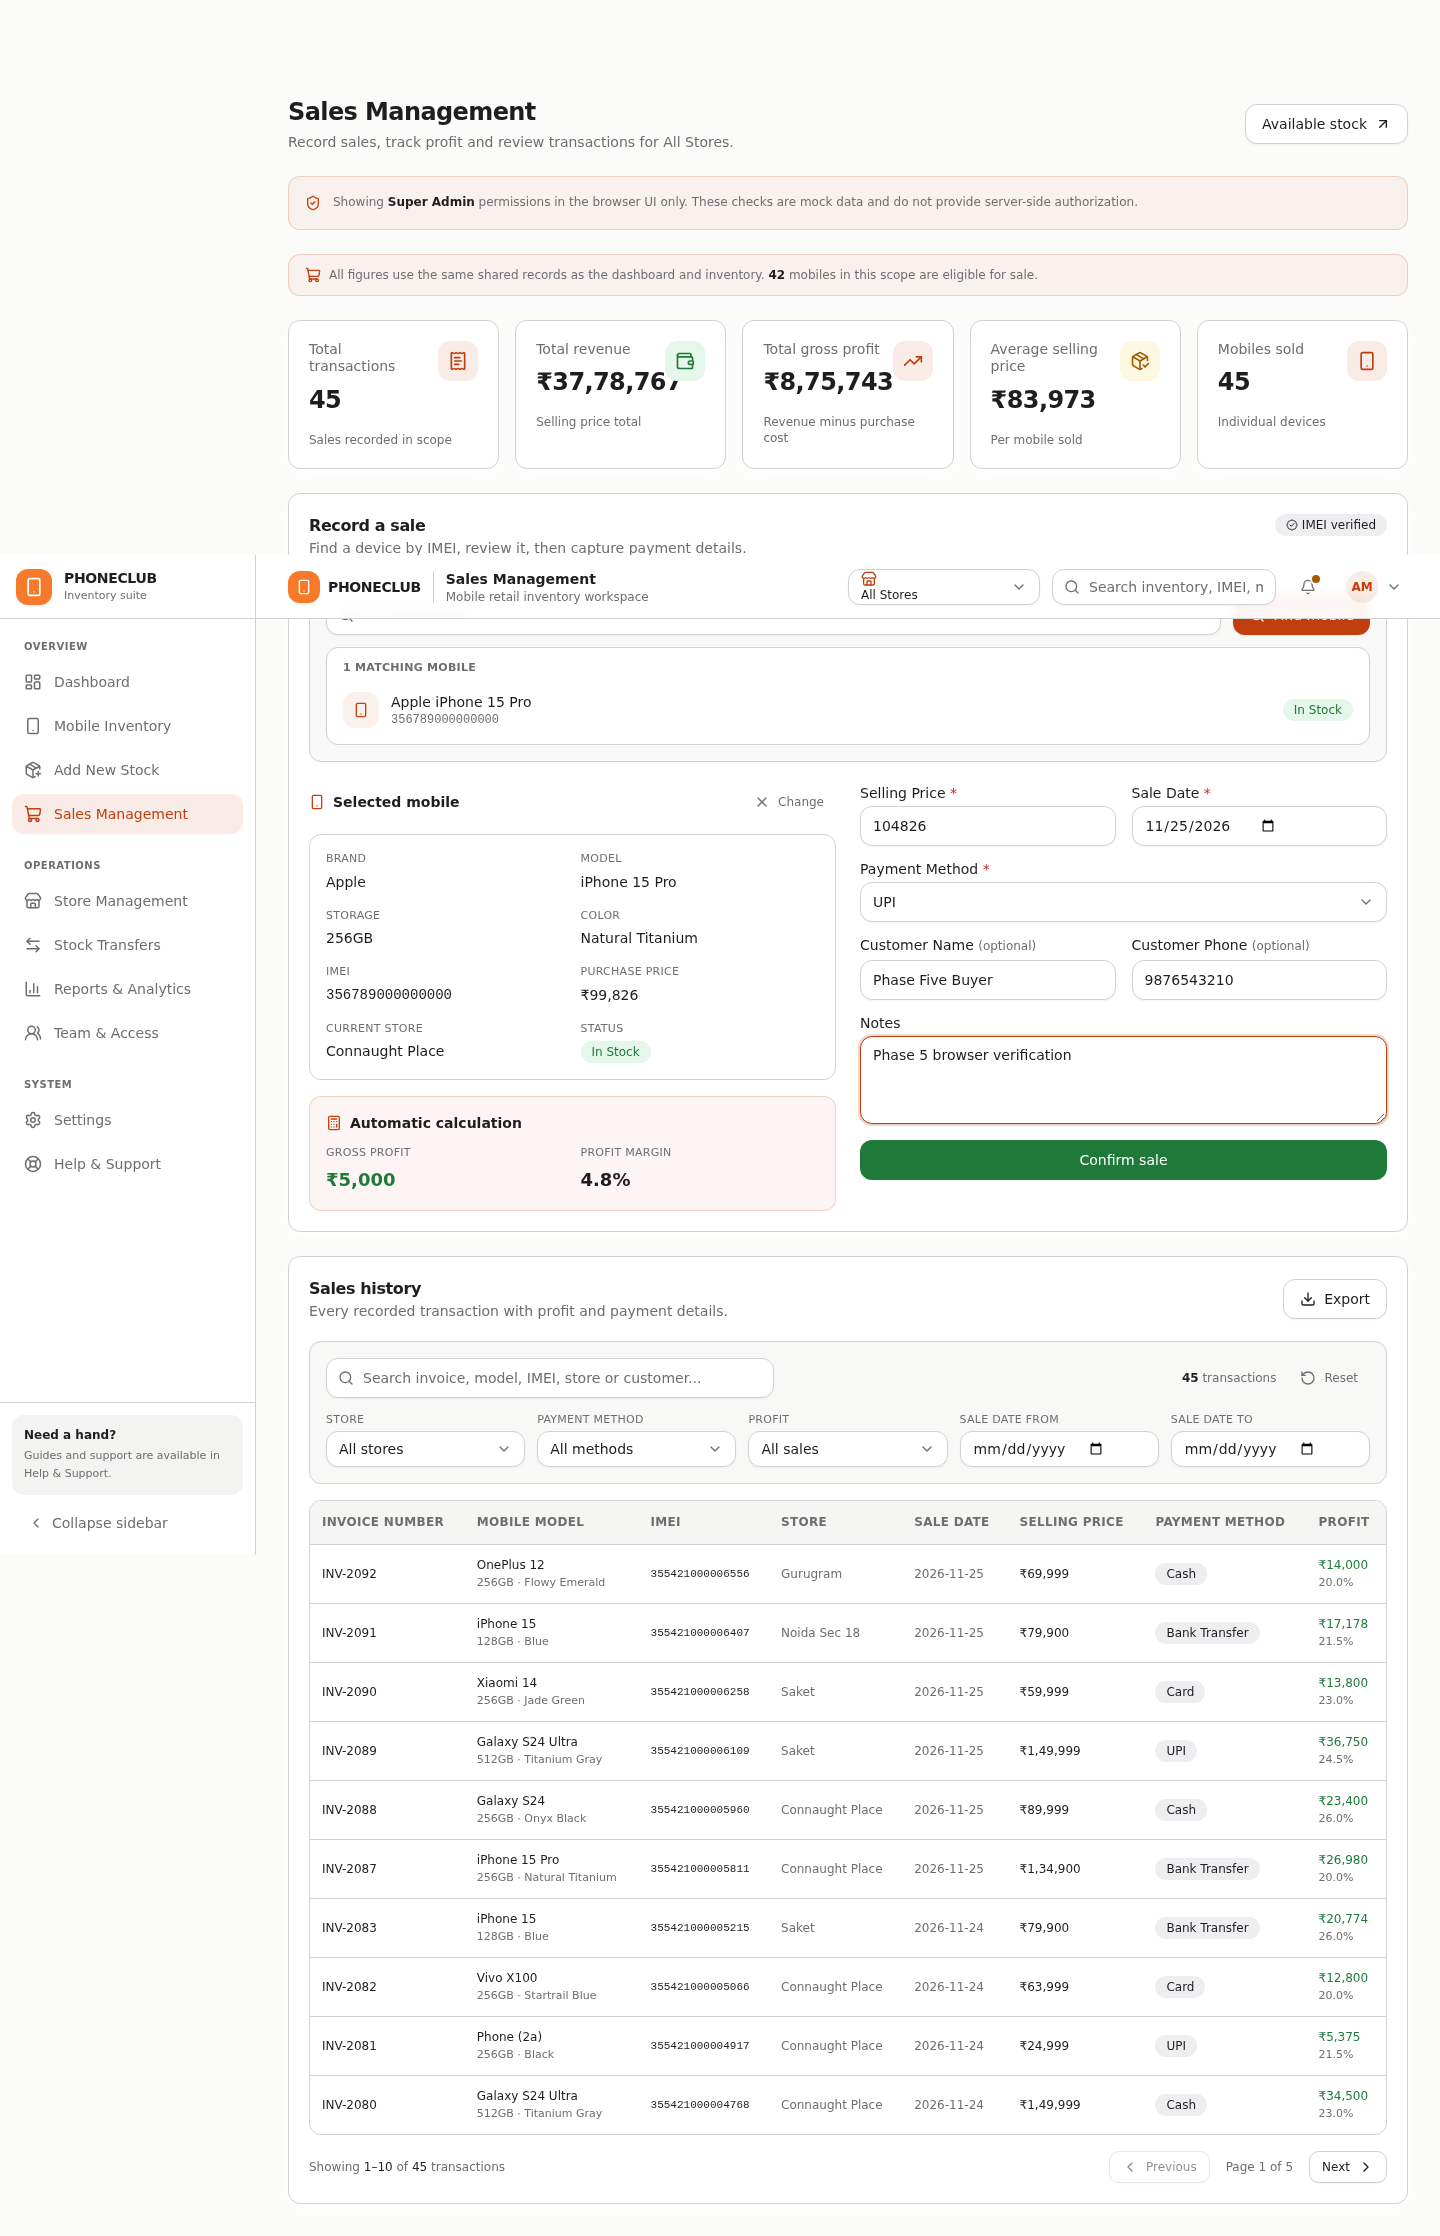 Sales Management
Record sales, track profit and review transactions for All Stores.
Available stock
Showing Super Admin permissions in the browser UI only. These checks are mock data and do not provide server-side authorization.
All figures use the same shared records as the dashboard and inventory. 42 mobiles in this scope are eligible for sale.
Total transactions
45
Sales recorded in scope
Total revenue
₹37,78,767
Selling price total
Total gross profit
₹8,75,743
Revenue minus purchase cost
Average selling price
₹83,973
Per mobile sold
Mobiles sold
45
Individual devices
Record a sale
IMEI verified
Find a device by IMEI, review it, then capture payment details.
PHONECLUB
Inventory suite
PHONECLUB
Sales Management
Mobile retail inventory workspace
All Stores
Search inventory, IMEI, n
AM
OVERVIEW
Dashboard
Mobile Inventory
Add New Stock
Sales Management
OPERATIONS
Store Management
Stock Transfers
Reports & Analytics
Team & Access
SYSTEM
Settings
Help & Support
Need a hand?
Guides and support are available in
Help & Support.
Collapse sidebar
1 MATCHING MOBILE
Apple iPhone 15 Pro
356789000000000
In Stock
Selected mobile
Change
BRAND
Apple
MODEL
iPhone 15 Pro
STORAGE
256GB
COLOR
Natural Titanium
IMEI
356789000000000
PURCHASE PRICE
₹99,826
CURRENT STORE
Connaught Place
STATUS
In Stock
Automatic calculation
GROSS PROFIT
₹5,000
PROFIT MARGIN
4.8%
Selling Price *
104826
Sale Date *
11/25/2026
Payment Method *
UPI
Customer Name (optional)
Phase Five Buyer
Customer Phone (optional)
9876543210
Notes
Phase 5 browser verification
Confirm sale
Sales history
Every recorded transaction with profit and payment details.
Export
Search invoice, model, IMEI, store or customer...
45 transactions
Reset
STORE
All stores
PAYMENT METHOD
All methods
PROFIT
All sales
SALE DATE FROM
mm/dd/yyyy
SALE DATE TO
mm/dd/yyyy
INVOICE NUMBER MOBILE MODEL IMEI STORE SALE DATE SELLING PRICE PAYMENT METHOD PROFIT
INV-2092 OnePlus 12 355421000006556 Gurugram 2026-11-25 ₹69,999 Cash ₹14,000
256GB · Flowy Emerald 20.0%
INV-2091 iPhone 15 355421000006407 Noida Sec 18 2026-11-25 ₹79,900 Bank Transfer ₹17,178
128GB · Blue 21.5%
INV-2090 Xiaomi 14 355421000006258 Saket 2026-11-25 ₹59,999 Card ₹13,800
256GB · Jade Green 23.0%
INV-2089 Galaxy S24 Ultra 355421000006109 Saket 2026-11-25 ₹1,49,999 UPI ₹36,750
512GB · Titanium Gray 24.5%
INV-2088 Galaxy S24 355421000005960 Connaught Place 2026-11-25 ₹89,999 Cash ₹23,400
256GB · Onyx Black 26.0%
INV-2087 iPhone 15 Pro 355421000005811 Connaught Place 2026-11-25 ₹1,34,900 Bank Transfer ₹26,980
256GB · Natural Titanium 20.0%
INV-2083 iPhone 15 355421000005215 Saket 2026-11-24 ₹79,900 Bank Transfer ₹20,774
128GB · Blue 26.0%
INV-2082 Vivo X100 355421000005066 Connaught Place 2026-11-24 ₹63,999 Card ₹12,800
256GB · Startrail Blue 20.0%
INV-2081 Phone (2a) 355421000004917 Connaught Place 2026-11-24 ₹24,999 UPI ₹5,375
256GB · Black 21.5%
INV-2080 Galaxy S24 Ultra 355421000004768 Connaught Place 2026-11-24 ₹1,49,999 Cash ₹34,500
512GB · Titanium Gray 23.0%
Showing 1–10 of 45 transactions
Previous
Page 1 of 5
Next